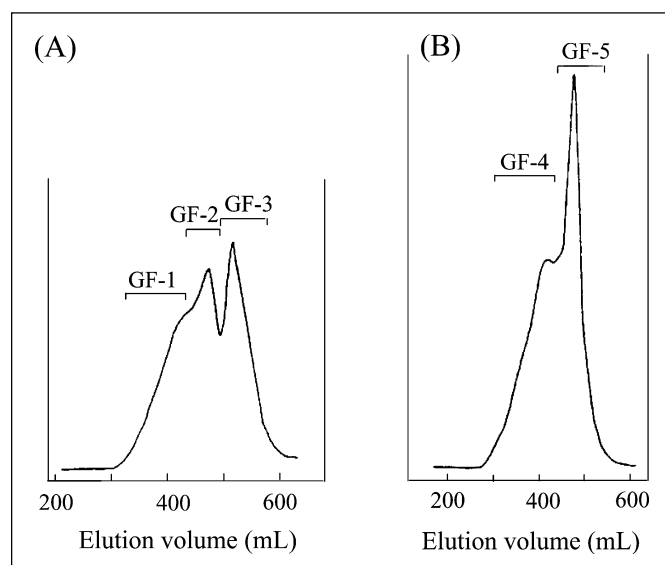 (A)
GF-1
GF-2
GF-3
200
400
600
Elution volume (mL)
(B)
GF-4
GF-5
200
400
600
Elution volume (mL)